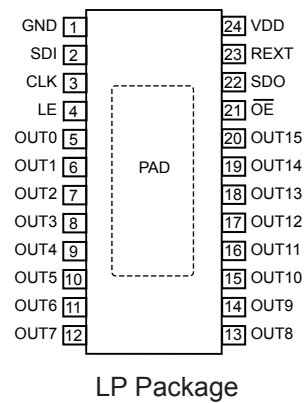 GND 1 24 VDD
SDI 2 23 REXT
CLK 3 22 SDO
LE 4 21 O̅E̅
OUT0 5 20 OUT15
OUT1 6 PAD 19 OUT14
OUT2 7 18 OUT13
OUT3 8 17 OUT12
OUT4 9 16 OUT11
OUT5 10 15 OUT10
OUT6 11 14 OUT9
OUT7 12 13 OUT8
LP Package